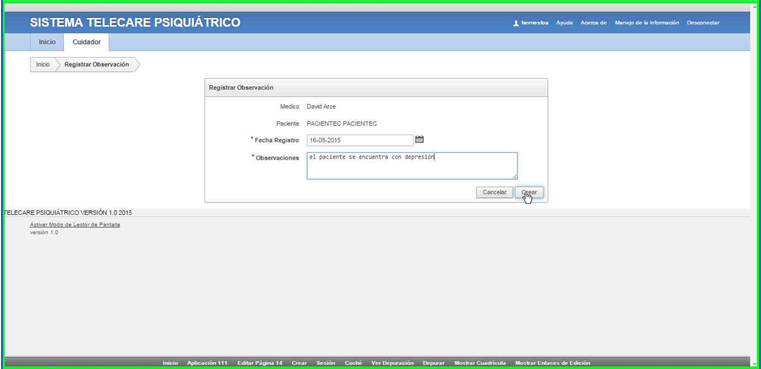 SISTEMA TELECARE PSIQUIÁTRICO
Ayuda Acerca de Manejo de la información Desconectar
Inicio Cuidador
Inicio Registrar Observación
Registrar Observación
Medico David Arce
Paciente PACIENTEC PACIENTEC
* Fecha Registro 16-08-2015
* Observaciones el paciente se encuentra con depresión
Cancelar Crear
TELECARE PSIQUIÁTRICO VERSIÓN 1.0 2015
Activar Modo de Lector de Pantalla
versión 1.0
Inicio Aplicación 111 Editar Página 14 Crear Sesión Caché Ver Depuración Depurar Mostrar Cuadrícula Mostrar Enlaces de Edición